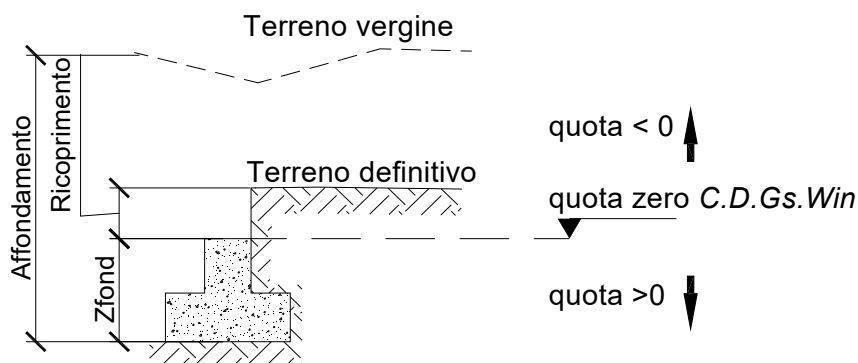 Terreno vergine
Affondamento
Ricoprimento
quota < 0
Terreno definitivo
quota zero C.D.Gs.Win
Zfond
quota >0